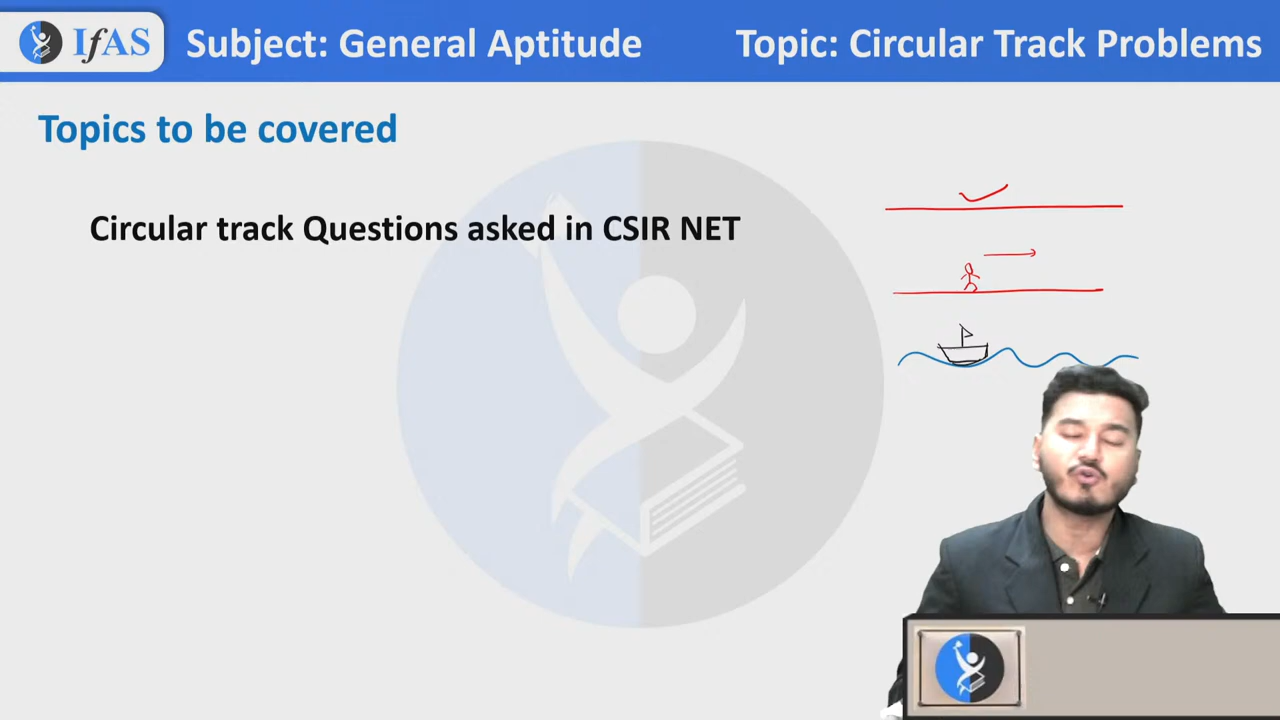 IfAS
Subject: General Aptitude
Topic: Circular Track Problems
Topics to be covered
Circular track Questions asked in CSIR NET